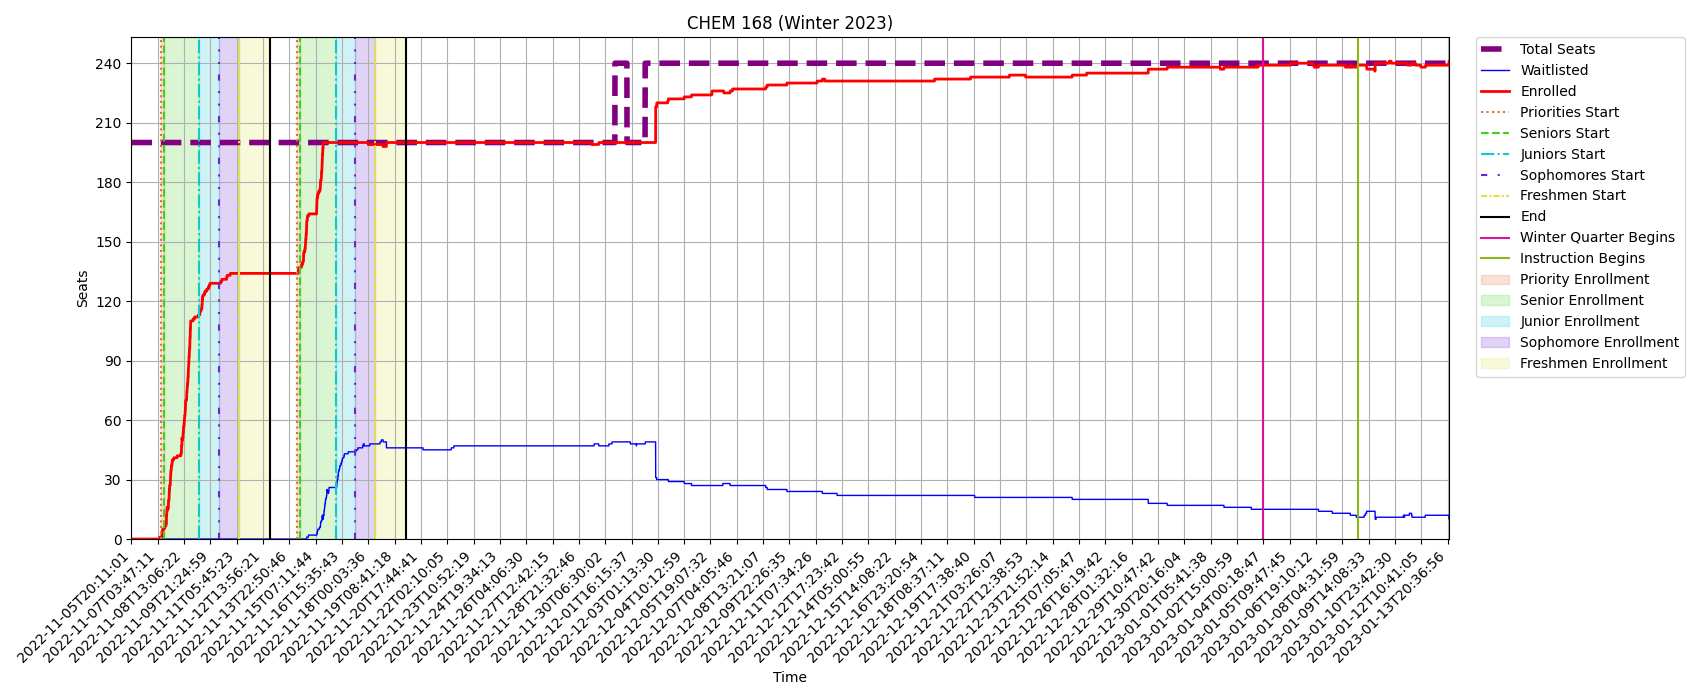 CHEM 168 (Winter 2023)
Seats
240
210
180
150
120
90
60
30
0
2022-11-05T20:11:01
2022-11-07T03:47:11
2022-11-08T13:06:22
2022-11-09T21:24:59
2022-11-11T05:45:23
2022-11-12T13:56:21
2022-11-13T22:50:46
2022-11-15T07:11:44
2022-11-16T15:35:43
2022-11-18T00:03:36
2022-11-19T08:41:18
2022-11-20T17:44:41
2022-11-22T02:10:05
2022-11-23T10:52:19
2022-11-24T19:34:13
2022-11-26T04:06:30
2022-11-27T12:42:15
2022-11-28T21:32:46
2022-11-30T06:30:02
2022-12-01T16:15:37
2022-12-03T01:13:30
2022-12-04T10:12:59
2022-12-05T19:07:32
2022-12-07T04:05:46
2022-12-08T13:21:07
2022-12-09T22:26:35
2022-12-11T07:34:26
2022-12-12T17:23:42
2022-12-14T05:00:55
2022-12-15T14:08:22
2022-12-16T23:20:54
2022-12-18T08:37:11
2022-12-19T17:38:40
2022-12-21T03:26:07
2022-12-22T12:38:53
2022-12-23T21:52:14
2022-12-25T07:05:47
2022-12-26T16:19:42
2022-12-28T01:32:16
2022-12-29T10:47:42
2022-12-30T20:16:04
2023-01-01T05:41:38
2023-01-02T15:00:59
2023-01-04T00:18:47
2023-01-05T09:47:45
2023-01-06T19:10:12
2023-01-08T04:31:59
2023-01-09T14:08:33
2023-01-10T23:42:30
2023-01-12T10:41:05
2023-01-13T20:36:56
Time
Total Seats
Waitlisted
Enrolled
Priorities Start
Seniors Start
Juniors Start
Sophomores Start
Freshmen Start
End
Winter Quarter Begins
Instruction Begins
Priority Enrollment
Senior Enrollment
Junior Enrollment
Sophomore Enrollment
Freshmen Enrollment